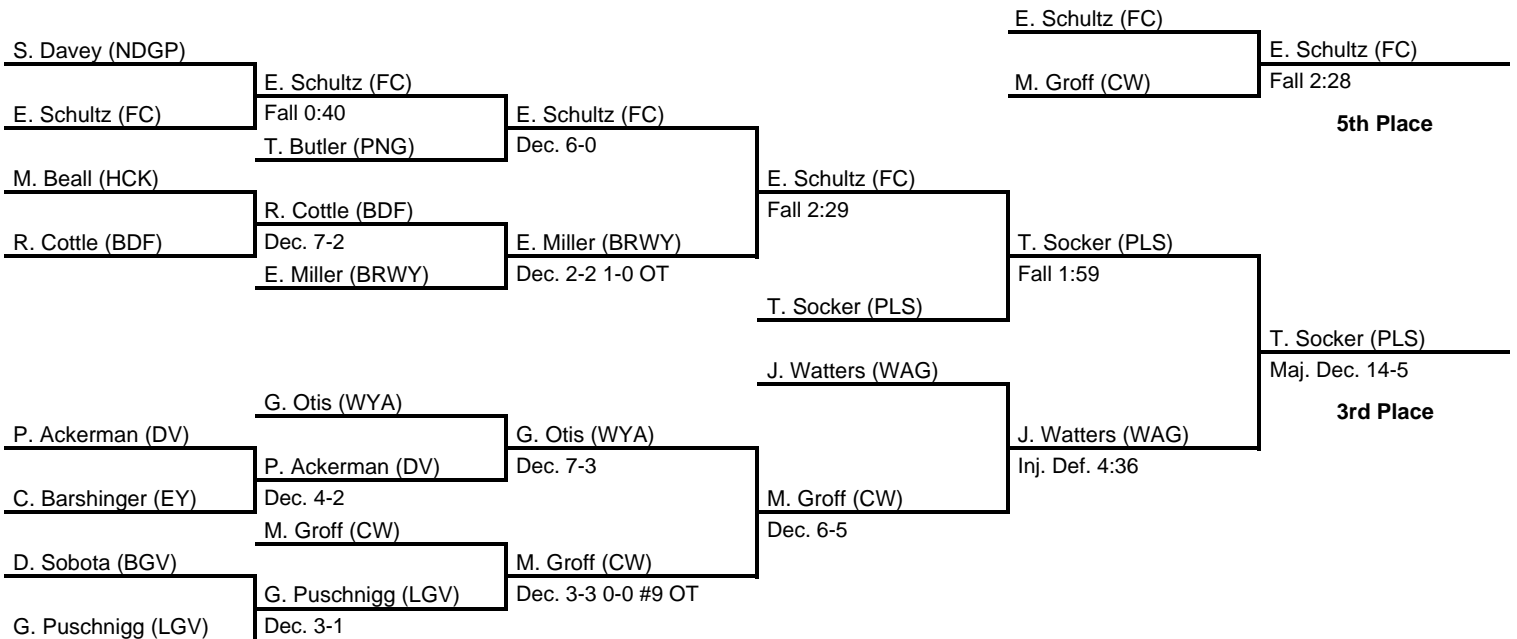 E. Schultz (FC)
S. Davey (NDGP)
E. Schultz (FC)
E. Schultz (FC)
M. Groff (CW)
Fall 2:28
E. Schultz (FC)
Fall 0:40
E. Schultz (FC)
5th Place
T. Butler (PNG)
Dec. 6-0
M. Beall (HCK)
E. Schultz (FC)
R. Cottle (BDF)
Fall 2:29
R. Cottle (BDF)
Dec. 7-2
E. Miller (BRWY)
T. Socker (PLS)
E. Miller (BRWY)
Dec. 2-2 1-0 OT
Fall 1:59
T. Socker (PLS)
T. Socker (PLS)
J. Watters (WAG)
Maj. Dec. 14-5
G. Otis (WYA)
3rd Place
P. Ackerman (DV)
G. Otis (WYA)
J. Watters (WAG)
P. Ackerman (DV)
Dec. 7-3
Inj. Def. 4:36
C. Barshinger (EY)
Dec. 4-2
M. Groff (CW)
M. Groff (CW)
Dec. 6-5
D. Sobota (BGV)
M. Groff (CW)
G. Puschnigg (LGV)
Dec. 3-3 0-0 #9 OT
G. Puschnigg (LGV)
Dec. 3-1